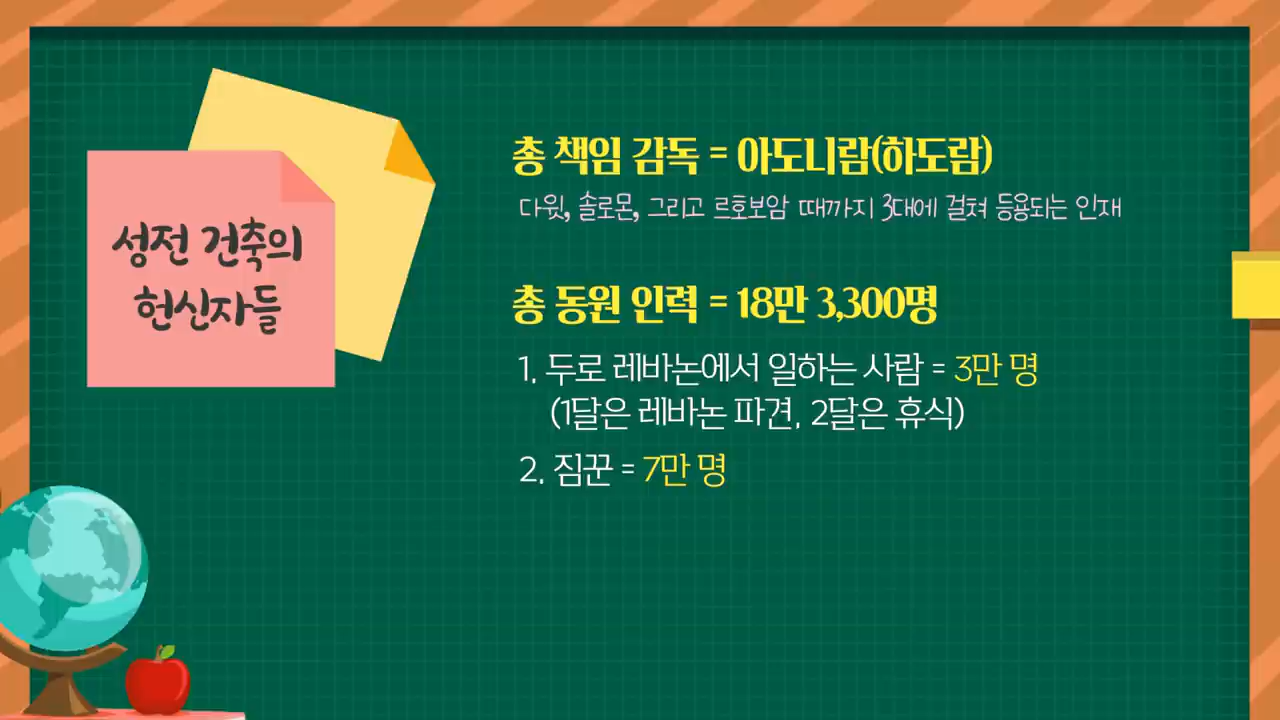 성전 건축의
헌신자들
총 책임 감독 = 아도니람(하도람)
다윗, 솔로몬, 그리고 르호보암 때까지 3대에 걸쳐 등용되는 인재
총 동원 인력 = 18만 3,300명
1. 두로 레바논에서 일하는 사람 = 3만 명
(1달은 레바논 파견, 2달은 휴식)
2. 짐꾼 = 7만 명